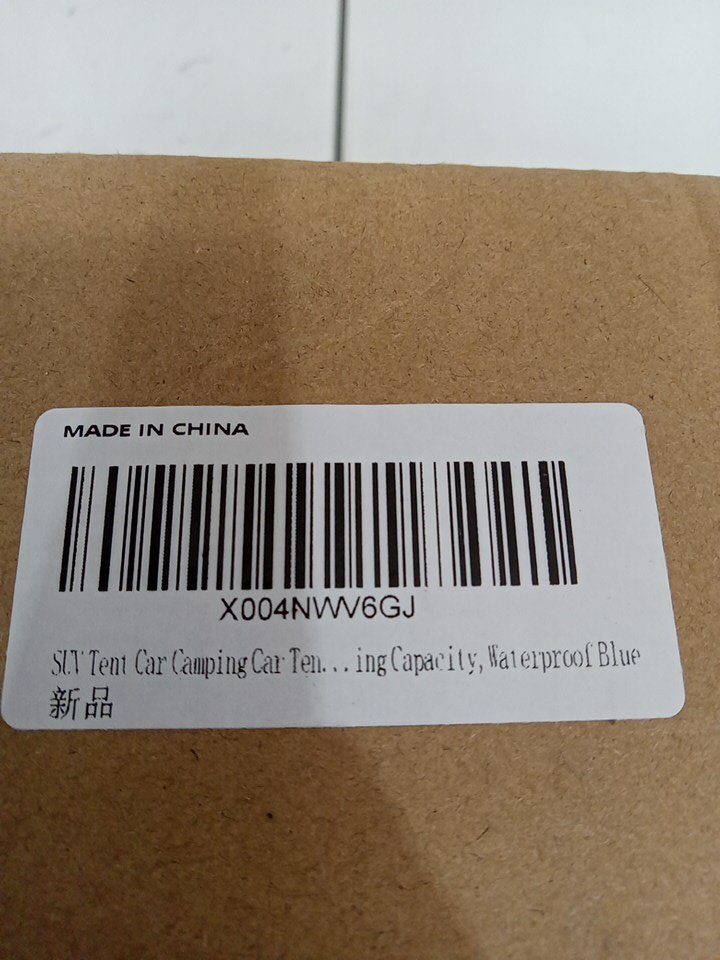 MADE IN CHINA
X004NWV6GJ
SUV Tent Car Camping Car Ten...ing Capacity, Waterproof Blue
新品